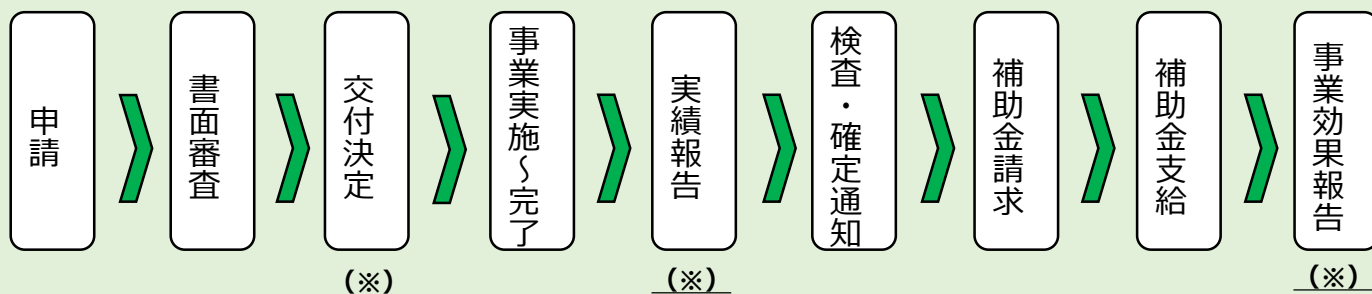 申請
書面審査
交付決定
事業実施～完了
実績報告
検査・確定通知
補助金請求
補助金支給
事業効果報告
（※）
（※）
（※）